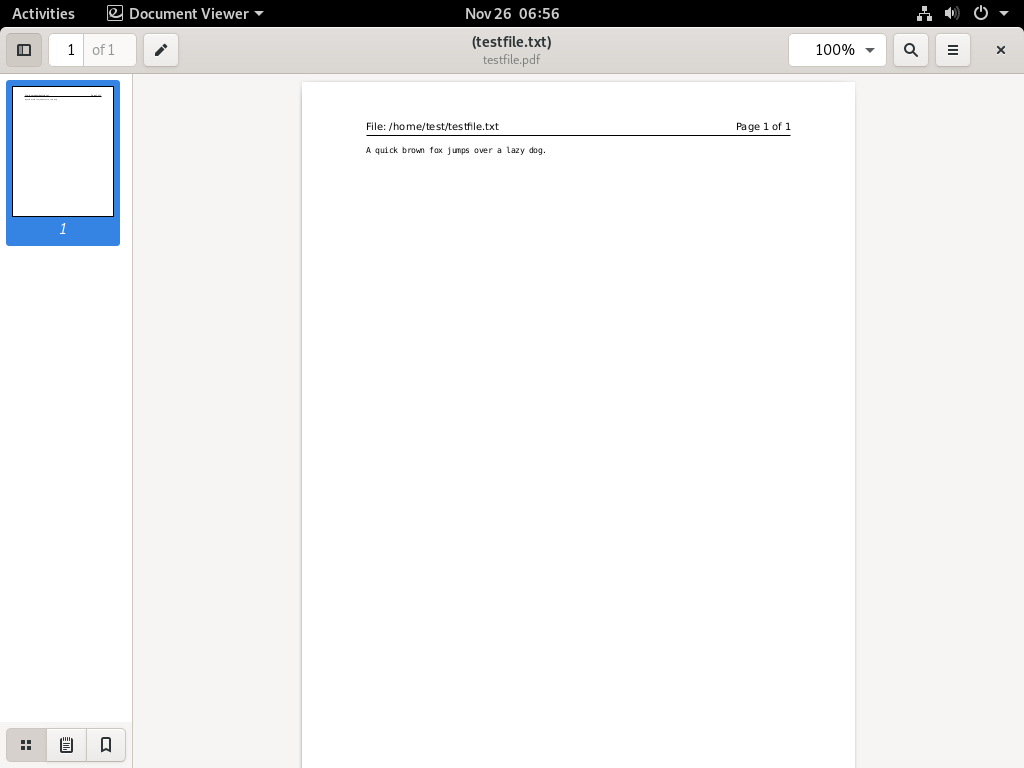 Activities Document Viewer Nov 26 06:56
1 of 1 (testfile.txt) 100%
testfile.pdf
File: /home/test/testfile.txt Page 1 of 1
A quick brown fox jumps over a lazy dog.
1